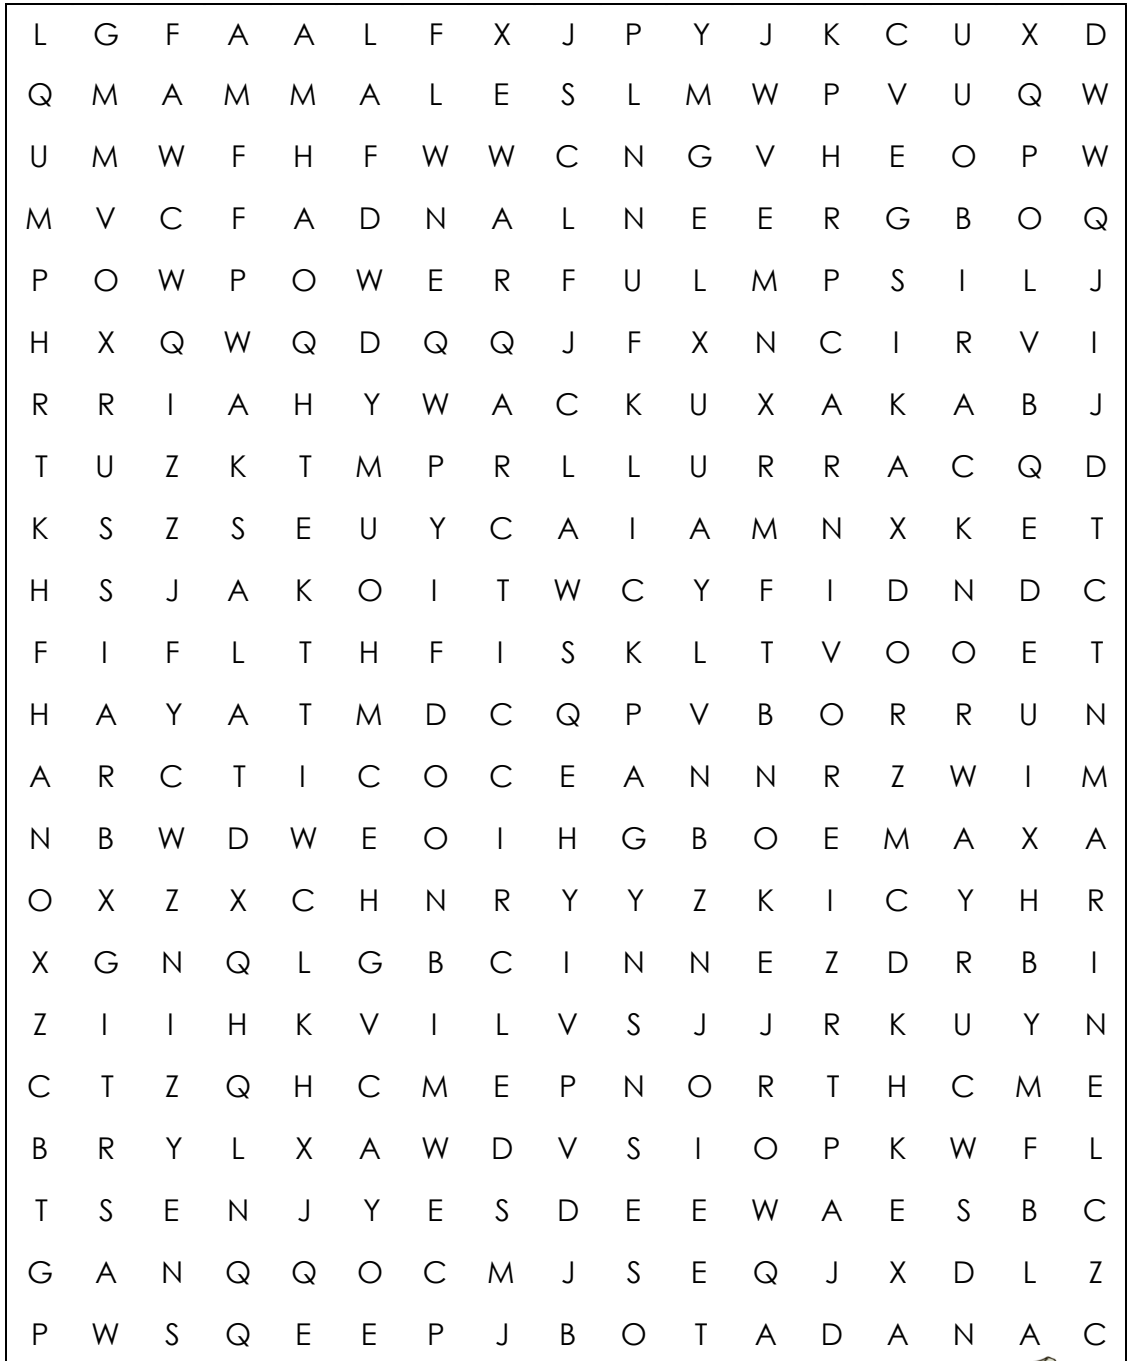 L G F A A L F X J P Y J K C U X D
Q M A M M A L E S L M W P V U Q W
U M W F H F W W C N G V H E O P W
M V C F A D N A L N E E R G B O Q
P O W P O W E R F U L M P S I L J
H X Q W Q D Q Q J F X N C I R V I
R R I A H Y W A C K U X A K A B J
T U Z K T M P R L L U R R A C Q D
K S Z S E U Y C A I A M N X K E T
H S J A K O I T W C Y F I D N D C
F I F L T H F I S K L T V O O E T
H A Y A T M D C Q P V B O R R U N
A R C T I C O C E A N N R Z W I M
N B W D W E O I H G B O E M A X A
O X Z X C H N R Y Y Z K I C Y H R
X G N Q L G B C I N N E Z D R B I
Z I I H K V I L V S J J R K U Y N
C T Z Q H C M E P N O R T H C M E
B R Y L X A W D V S I O P K W F L
T S E N J Y E S D E E W A E S B C
G A N Q Q O C M J S E Q J X D L Z
P W S Q E E P J B O T A D A N A C